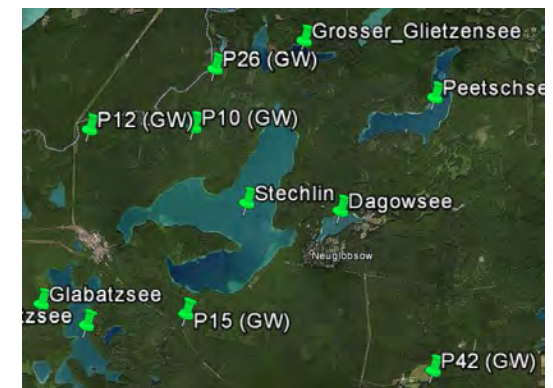 Grosser_Glietzensee
P26 (GW)
Peetschse
P12 (GW)
P10 (GW)
Stechlin
Dagowsee
Neuglobsow
Glabatzsee
tzsee
P15 (GW)
P42 (GW)